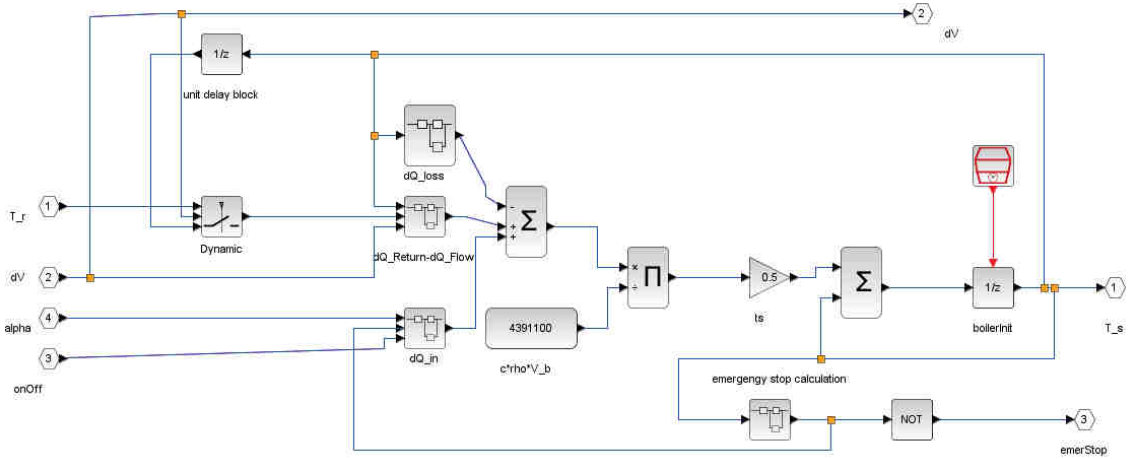 2
dV
1/z
unit delay block
dQ_loss
-
+
+
Σ
1
T_r
Dynamic
dQ_Return-dQ_Flow
2
dV
×
÷
Π
0.5
ts
Σ
1/z
boilerInit
1
T_s
4
alpha
3
onOff
dQ_in
4391100
c*rho*V_b
emergengy stop calculation
NOT
3
emerStop